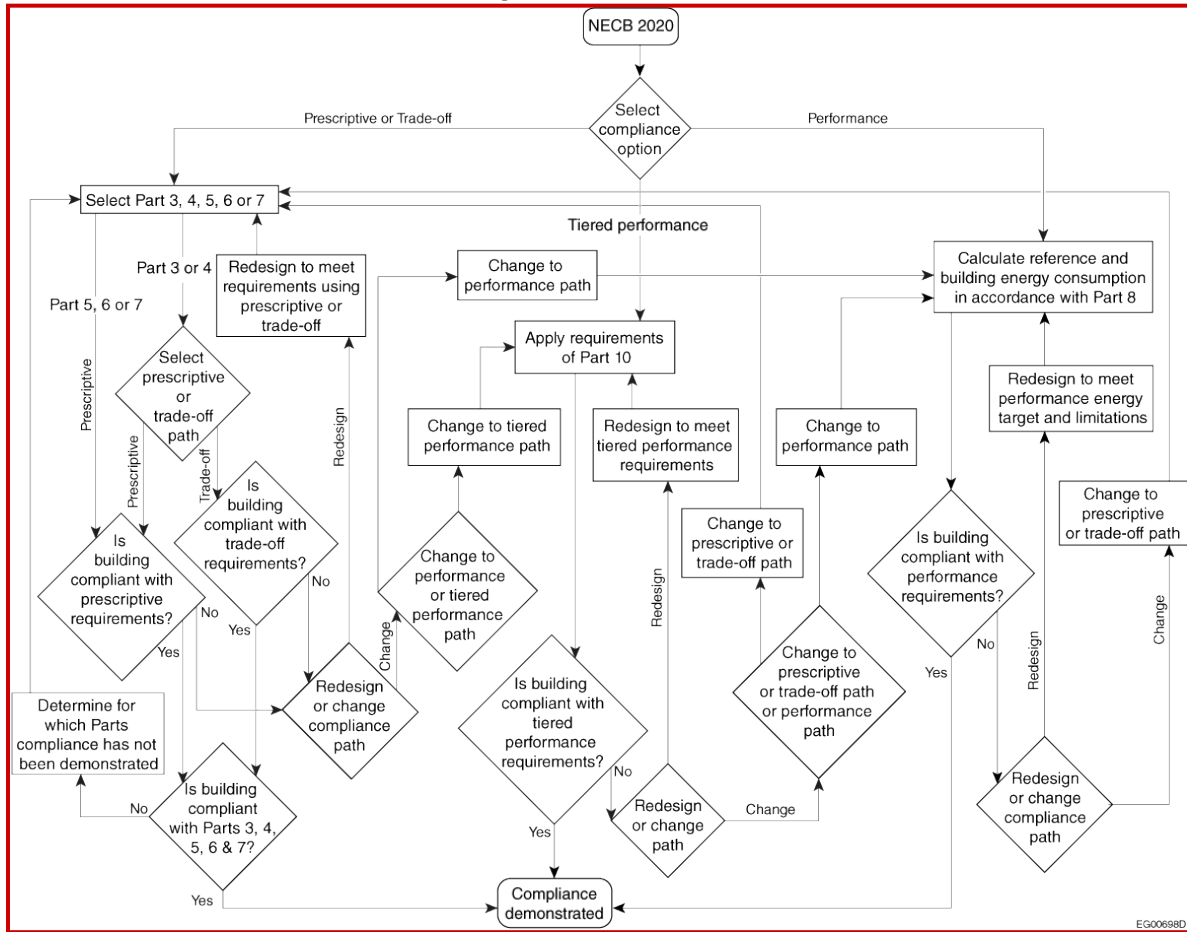 NECB 2020
Select
compliance
option
Prescriptive or Trade-off
Performance
Tiered performance
Select Part 3, 4, 5, 6 or 7
Part 3 or 4
Part 5, 6 or 7
Redesign to meet
requirements using
prescriptive or
trade-off
Change to
performance path
Calculate reference and
building energy consumption
in accordance with Part 8
Apply requirements
of Part 10
Select
prescriptive
or
trade-off
path
Prescriptive
Prescriptive
Trade-off
Redesign
Change to tiered
performance path
Redesign to meet
tiered performance
requirements
Change to
performance path
Redesign to meet
performance energy
target and limitations
Is
building
compliant with
trade-off
requirements?
No
Yes
Is
building
compliant with
prescriptive
requirements?
No
Yes
Change to
performance
or tiered
performance
path
Change
Redesign
Change to
prescriptive or
trade-off path
Is building
compliant with
performance
requirements?
No
Yes
Redesign
Change to
prescriptive
or trade-off path
Change
Determine for
which Parts
compliance has not
been demonstrated
Redesign
or change
compliance
path
Is building
compliant with
tiered
performance
requirements?
No
Yes
Change to
prescriptive
or trade-off path
or performance
path
Is building
compliant
with Parts 3, 4,
5, 6 & 7?
No
Yes
Redesign
or change
path
Change
Redesign
or change
compliance
path
Compliance
demonstrated
EG00698D